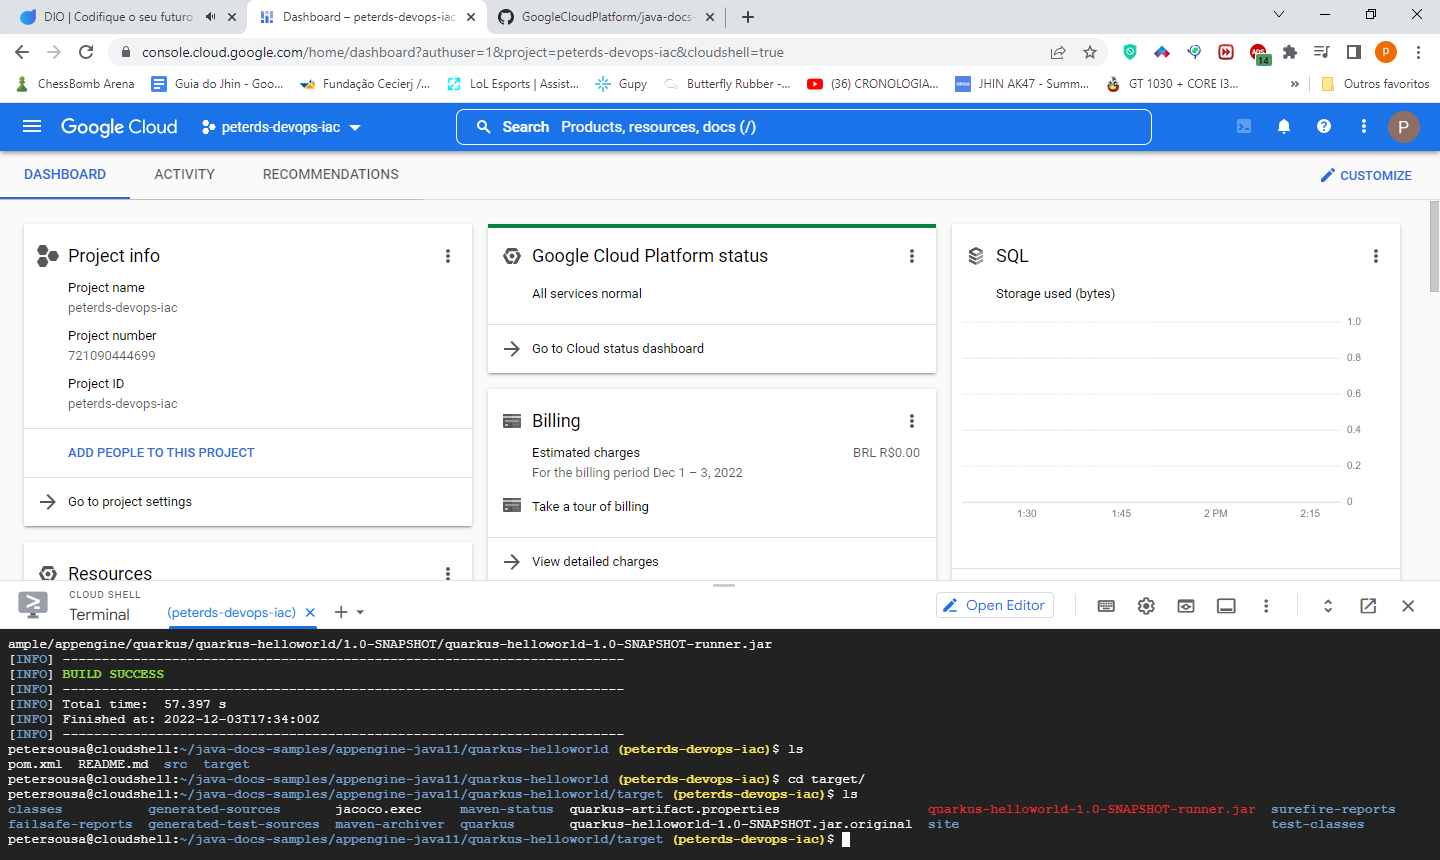 DIO | Codifique o seu futuro
Dashboard – peterds-devops-iac
GoogleCloudPlatform/java-docs-
console.cloud.google.com/home/dashboard?authuser=1&project=peterds-devops-iac&cloudshell=true
14
p
ChessBomb Arena
Guia do Jhin - Goo...
Fundação Cecierj /...
LoL Esports | Assist...
Gupy
Butterfly Rubber -...
(36) CRONOLOGIA...
JHIN AK47 - Summ...
GT 1030 + CORE I3...
»
Outros favoritos
Google Cloud
peterds-devops-iac
Search Products, resources, docs (/)
P
DASHBOARD
ACTIVITY
RECOMMENDATIONS
CUSTOMIZE
Project info
Project name
peterds-devops-iac
Project number
721090444699
Project ID
peterds-devops-iac
ADD PEOPLE TO THIS PROJECT
Go to project settings
Resources
Google Cloud Platform status
All services normal
Go to Cloud status dashboard
Billing
Estimated charges BRL R$0.00
For the billing period Dec 1 – 3, 2022
Take a tour of billing
View detailed charges
SQL
Storage used (bytes)
1.0
0.8
0.6
0.4
0.2
0
1:30 1:45 2 PM 2:15
CLOUD SHELL
Terminal
(peterds-devops-iac)
Open Editor
ample/appengine/quarkus/quarkus-helloworld/1.0-SNAPSHOT/quarkus-helloworld-1.0-SNAPSHOT-runner.jar
[INFO] ------------------------------------------------------------------------
[INFO] BUILD SUCCESS
[INFO] ------------------------------------------------------------------------
[INFO] Total time:  57.397 s
[INFO] Finished at: 2022-12-03T17:34:00Z
[INFO] ------------------------------------------------------------------------
petersousa@cloudshell:~/java-docs-samples/appengine-java11/quarkus-helloworld (peterds-devops-iac)$ ls
pom.xml  README.md  src  target
petersousa@cloudshell:~/java-docs-samples/appengine-java11/quarkus-helloworld (peterds-devops-iac)$ cd target/
petersousa@cloudshell:~/java-docs-samples/appengine-java11/quarkus-helloworld/target (peterds-devops-iac)$ ls
classes generated-sources jacoco.exec maven-status quarkus-artifact.properties quarkus-helloworld-1.0-SNAPSHOT-runner.jar surefire-reports
failsafe-reports generated-test-sources maven-archiver quarkus quarkus-helloworld-1.0-SNAPSHOT.jar.original site test-classes
petersousa@cloudshell:~/java-docs-samples/appengine-java11/quarkus-helloworld/target (peterds-devops-iac)$